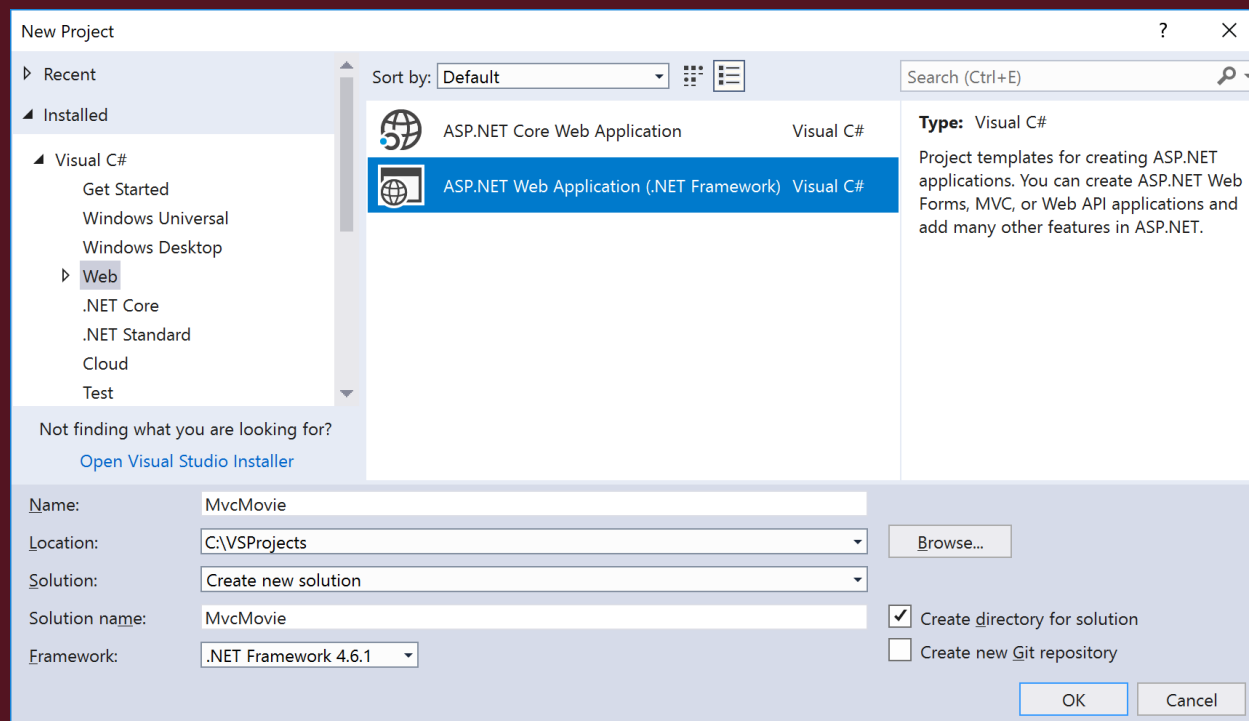 New Project
?
Recent
Installed
Visual C#
Get Started
Windows Universal
Windows Desktop
Web
.NET Core
.NET Standard
Cloud
Test
Not finding what you are looking for?
Open Visual Studio Installer
Sort by: Default
ASP.NET Core Web Application Visual C#
ASP.NET Web Application (.NET Framework) Visual C#
Search (Ctrl+E)
Type: Visual C#
Project templates for creating ASP.NET
applications. You can create ASP.NET Web
Forms, MVC, or Web API applications and
add many other features in ASP.NET.
Name: MvcMovie
Location: C:\VSProjects
Browse...
Solution: Create new solution
Solution name: MvcMovie
Create directory for solution
Framework: .NET Framework 4.6.1
Create new Git repository
OK Cancel